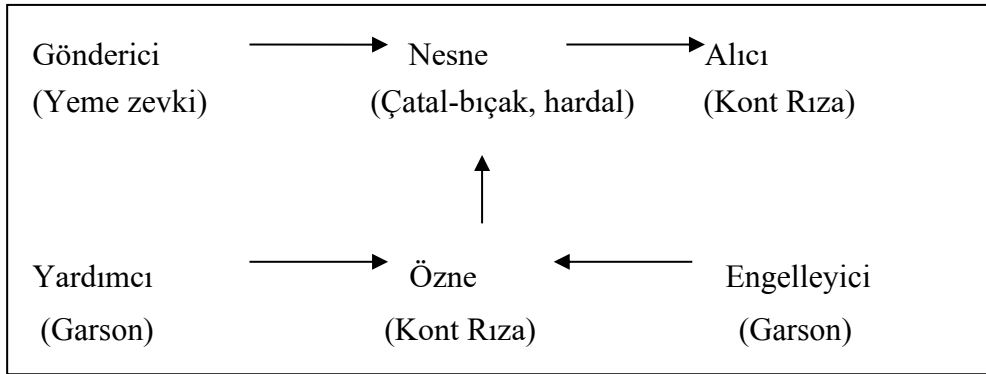 Gönderici Nesne Alıcı
(Yeme zevki) (Çatal-bıçak, hardal) (Kont Rıza)
Yardımcı Özne Engelleyici
(Garson) (Kont Rıza) (Garson)